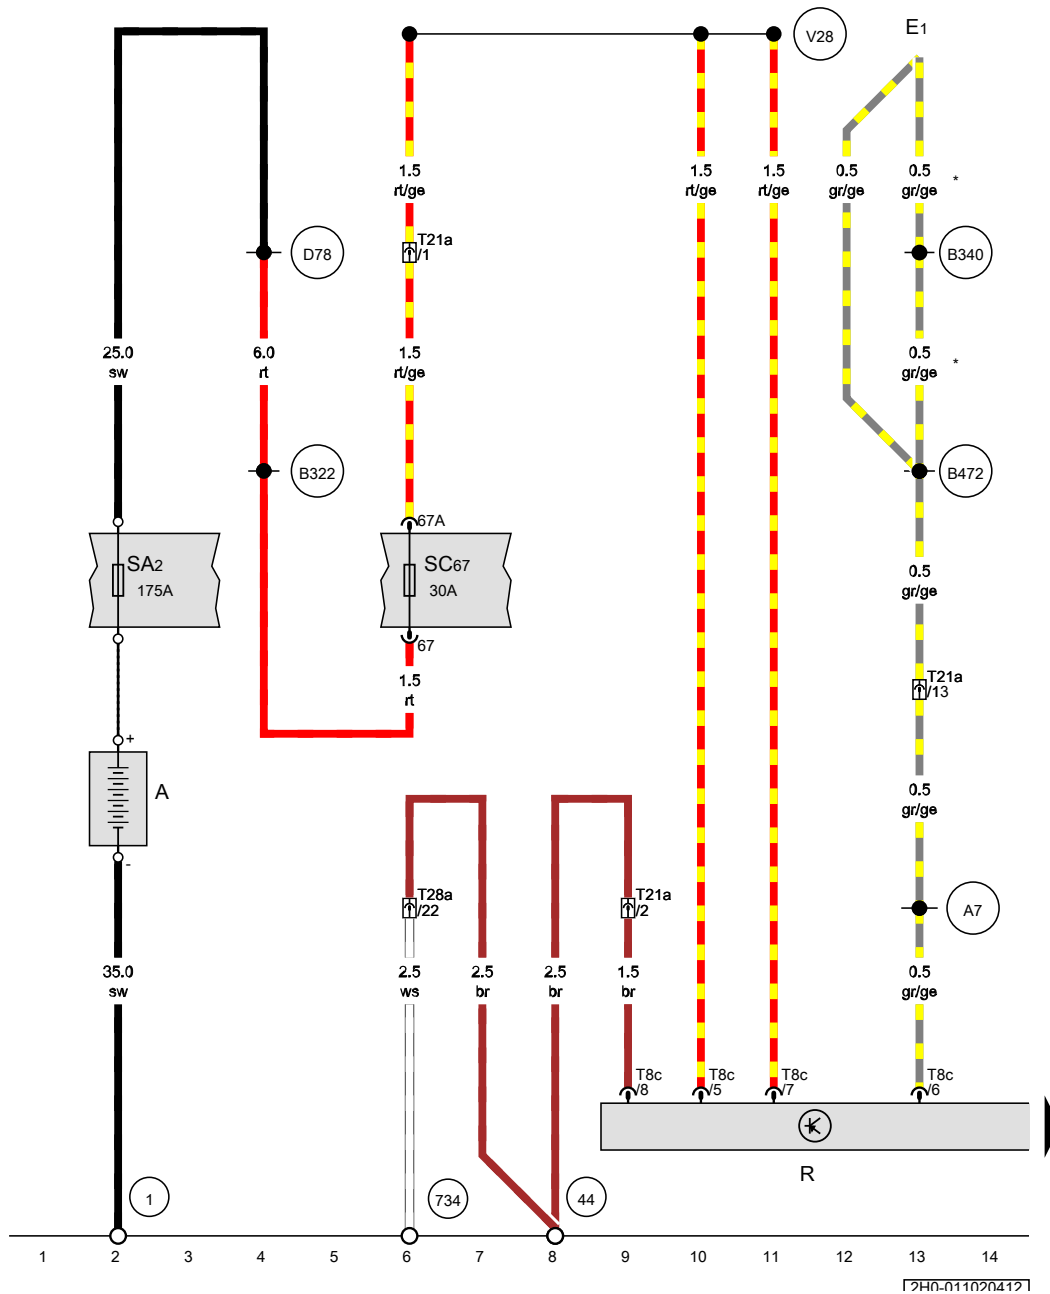 V28
E1
1.5
rt/ge
1.5
rt/ge
1.5
rt/ge
0.5
gr/ge
0.5
gr/ge
*
D78
T21a
/1
B340
25.0
sw
6.0
rt
1.5
rt/ge
0.5
gr/ge
*
B322
B472
67A
SA2
175A
SC67
30A
0.5
gr/ge
67
1.5
rt
T21a
/13
+
A
-
0.5
gr/ge
T28a
/22
T21a
/2
A7
35.0
sw
2.5
ws
2.5
br
2.5
br
1.5
br
0.5
gr/ge
T8c
/8
T8c
/5
T8c
/7
T8c
/6
R
1
734
44
1 2 3 4 5 6 7 8 9 10 11 12 13 14
2H0-011020412